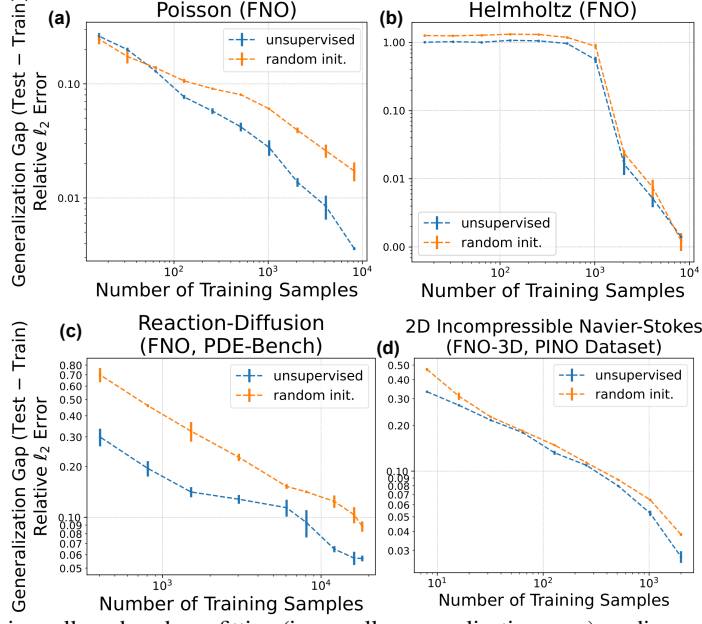 (a)
Poisson (FNO)
Generalization Gap (Test − Train)
Relative ℓ2 Error
0.10
0.01
unsupervised
random init.
10^2
10^3
10^4
Number of Training Samples
(b)
Helmholtz (FNO)
1.00
0.10
0.01
0.00
unsupervised
random init.
10^2
10^3
10^4
Number of Training Samples
(c)
Reaction-Diffusion
(FNO, PDE-Bench)
Generalization Gap (Test − Train)
Relative ℓ2 Error
0.80
0.70
0.60
0.50
0.40
0.30
0.20
0.10
0.09
0.08
0.07
0.06
0.05
unsupervised
random init.
10^3
10^4
Number of Training Samples
(d)
2D Incompressible Navier-Stokes
(FNO-3D, PINO Dataset)
0.50
0.40
0.30
0.20
0.10
0.09
0.08
0.07
0.06
0.05
0.04
0.03
unsupervised
random init.
10^1
10^2
10^3
Number of Training Samples